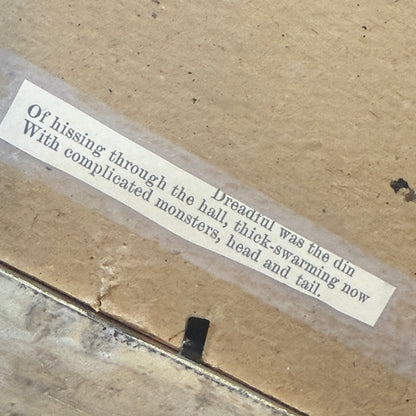 Dreadful was the din
Of hissing through the hall, thick-swarming now
With complicated monsters, head and tail.